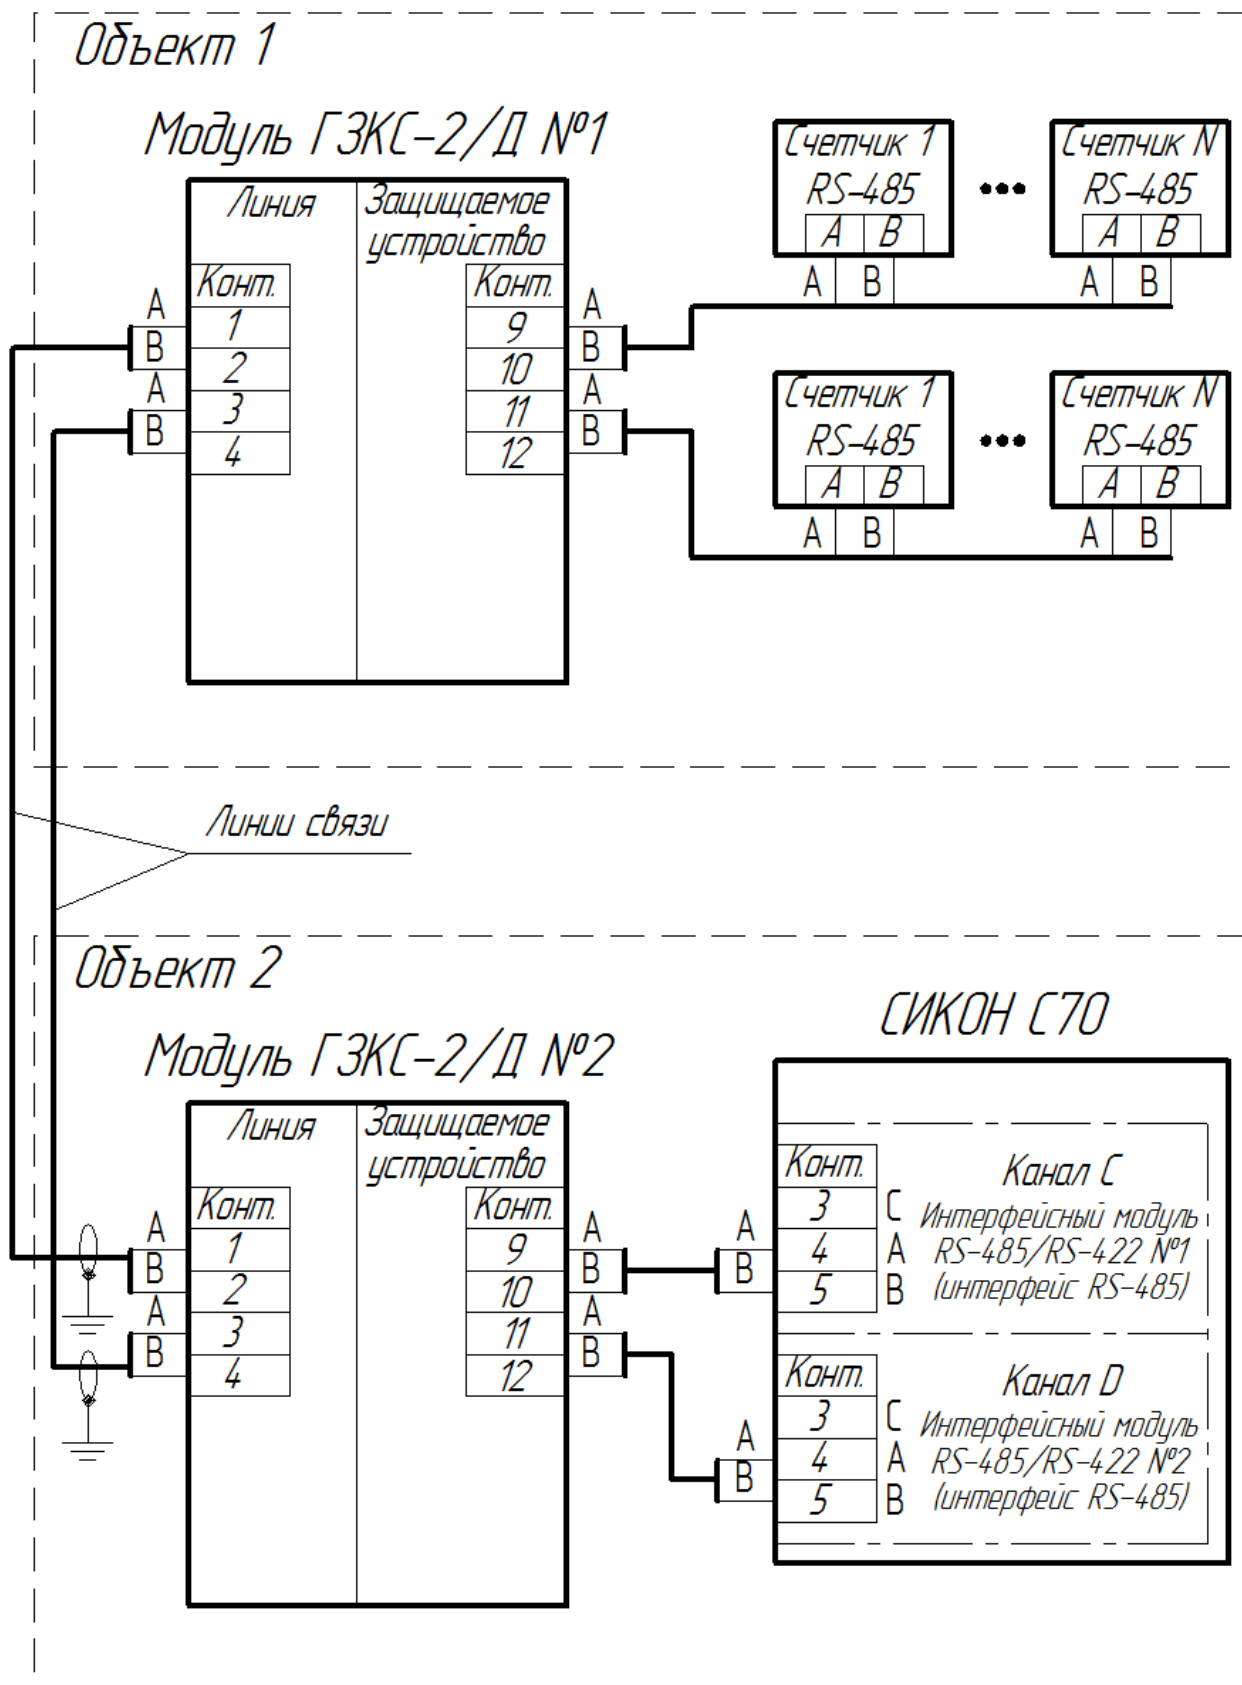 Объект 1
Модуль ГЗКС-2/Д №1
Линия
Защищаемое
устройство
Конт.
1
2
3
4
A
B
A
B
Конт.
9
10
11
12
A
B
A
B
Счетчик 1
RS-485
A B
A B
•••
Счетчик N
RS-485
A B
A B
Счетчик 1
RS-485
A B
A B
•••
Счетчик N
RS-485
A B
A B
Линии связи
Объект 2
Модуль ГЗКС-2/Д №2
Линия
Защищаемое
устройство
Конт.
1
2
3
4
A
B
A
B
Конт.
9
10
11
12
A
B
A
B
СИКОН С70
A
B
Конт.
3 C
4 A
5 B
Канал С
Интерфейсный модуль
RS-485/RS-422 №1
(интерфейс RS-485)
A
B
Конт.
3 C
4 A
5 B
Канал D
Интерфейсный модуль
RS-485/RS-422 №2
(интерфейс RS-485)